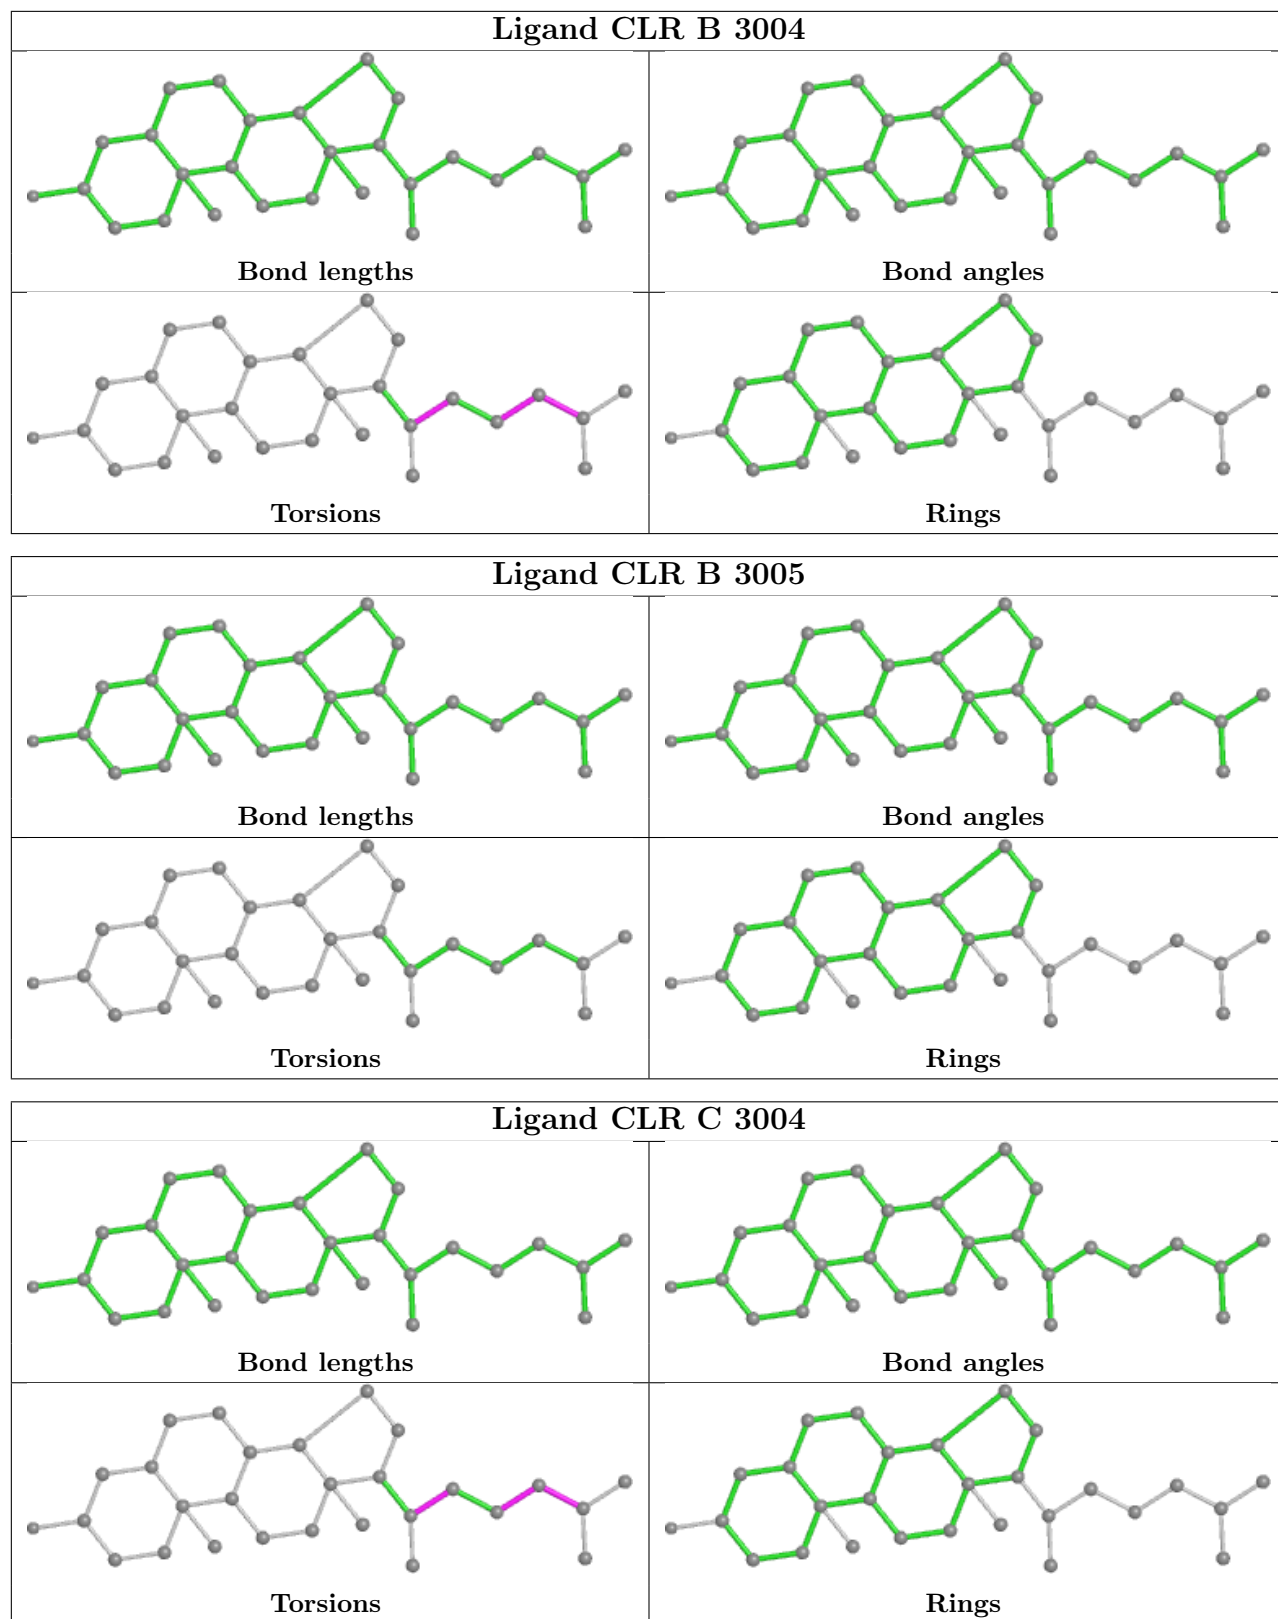 Ligand CLR B 3004
Bond lengths
Bond angles
Torsions
Rings
Ligand CLR B 3005
Bond lengths
Bond angles
Torsions
Rings
Ligand CLR C 3004
Bond lengths
Bond angles
Torsions
Rings